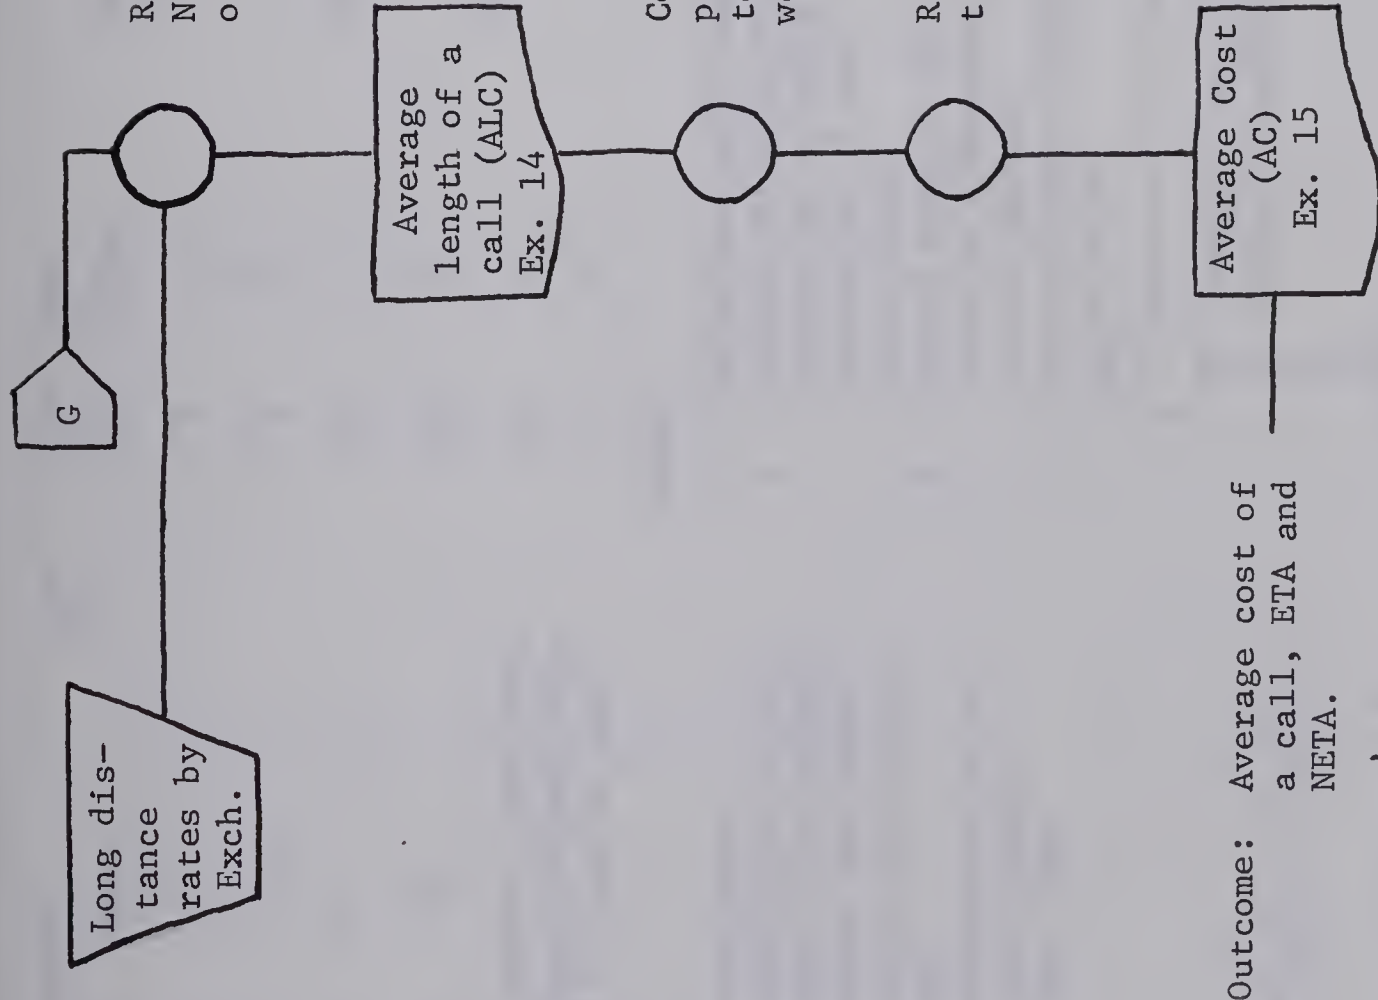 G
Long dis-
tance
rates by
Exch.
Average
length of a
call (ALC)
Ex. 14
Average Cost
(AC)
Ex. 15
Outcome: Average cost of
a call, ETA and
NETA.